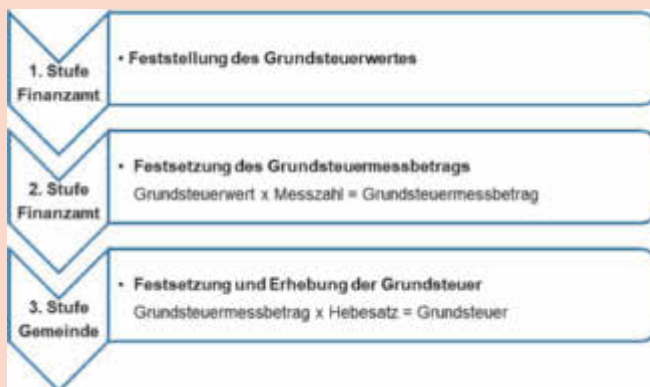 1. Stufe
Finanzamt
• Feststellung des Grundsteuerwertes
2. Stufe
Finanzamt
• Festsetzung des Grundsteuermessbetrags
Grundsteuerwert x Messzahl = Grundsteuermessbetrag
3. Stufe
Gemeinde
• Festsetzung und Erhebung der Grundsteuer
Grundsteuermessbetrag x Hebesatz = Grundsteuer